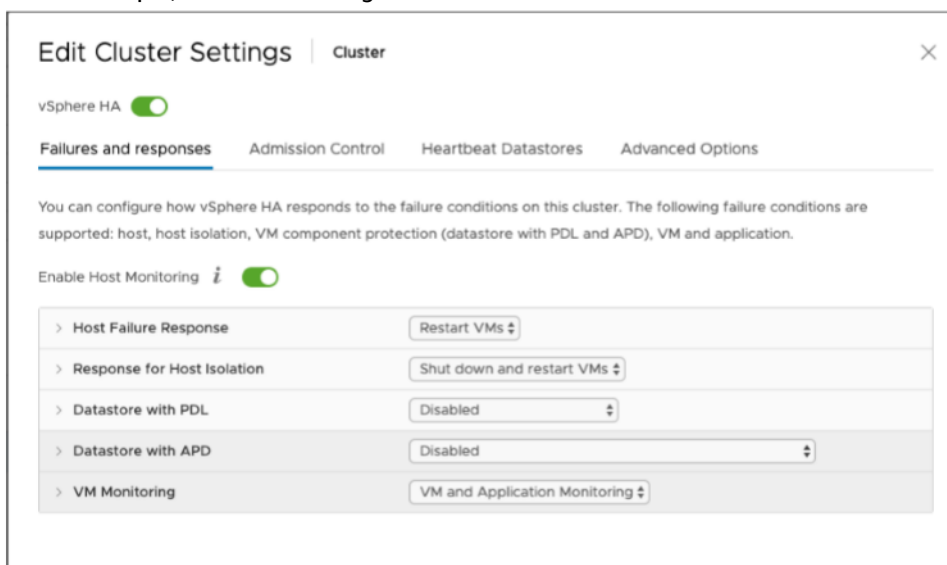 Edit Cluster Settings Cluster
vSphere HA
Failures and responses Admission Control Heartbeat Datastores Advanced Options
You can configure how vSphere HA responds to the failure conditions on this cluster. The following failure conditions are
supported: host, host isolation, VM component protection (datastore with PDL and APD), VM and application.
Enable Host Monitoring i
Host Failure Response Restart VMs
Response for Host Isolation Shut down and restart VMs
Datastore with PDL Disabled
Datastore with APD Disabled
VM Monitoring VM and Application Monitoring